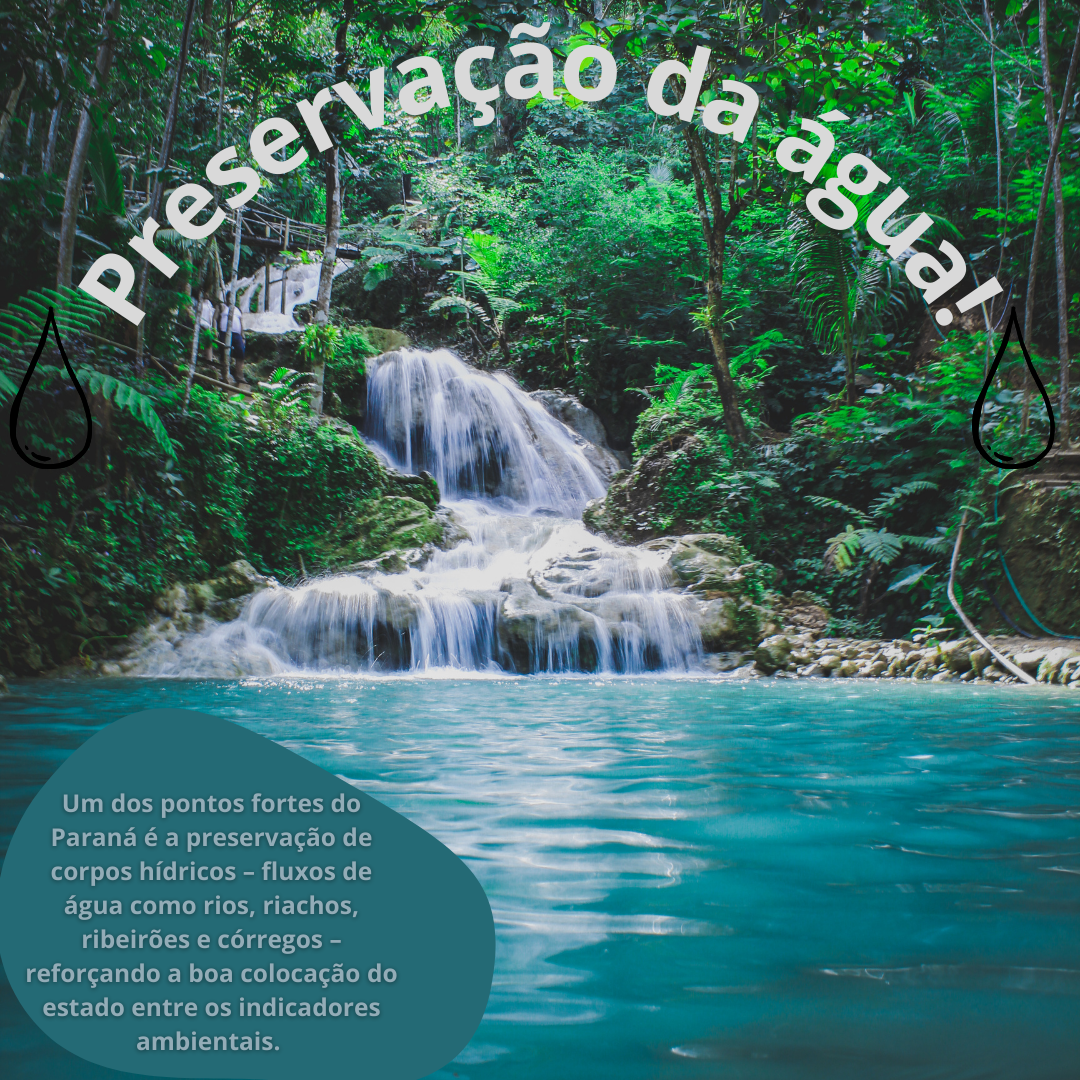 Preservação da água!
Um dos pontos fortes do
Paraná é a preservação de
corpos hídricos – fluxos de
água como rios, riachos,
ribeirões e córregos –
reforçando a boa colocação do
estado entre os indicadores
ambientais.